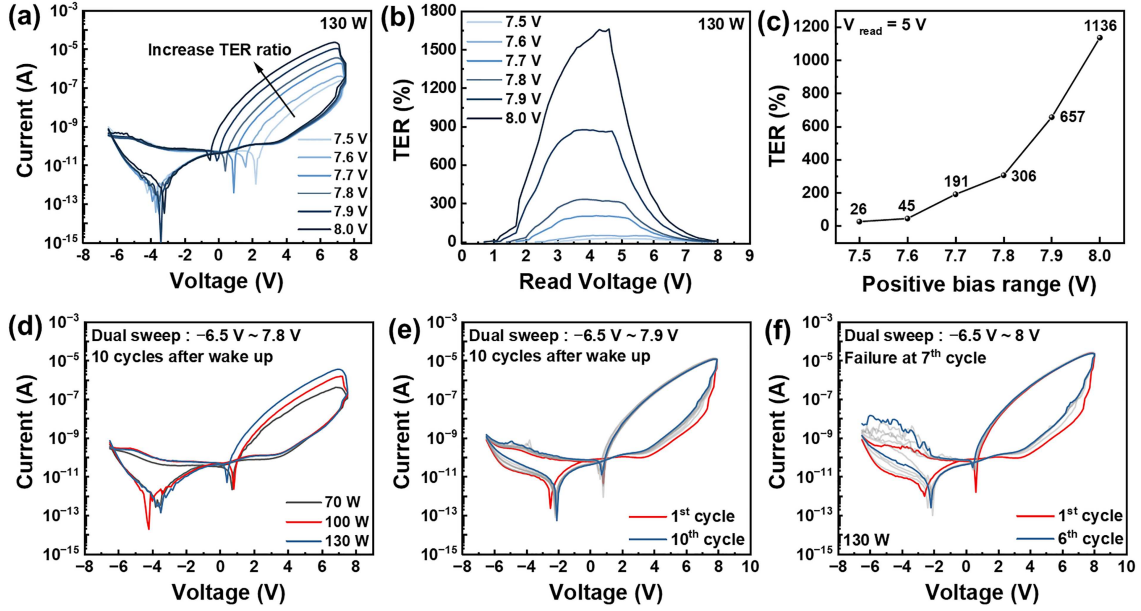 (a)
130 W
Increase TER ratio
7.5 V
7.6 V
7.7 V
7.8 V
7.9 V
8.0 V
10⁻³
10⁻⁵
10⁻⁷
10⁻⁹
10⁻¹¹
10⁻¹³
10⁻¹⁵
Current (A)
−8 −6 −4 −2 0 2 4 6 8
Voltage (V)
(b)
130 W
7.5 V
7.6 V
7.7 V
7.8 V
7.9 V
8.0 V
1800
1500
1200
900
600
300
0
TER (%)
0 1 2 3 4 5 6 7 8 9
Read Voltage (V)
(c)
V read = 5 V
1200
1000
800
600
400
200
0
TER (%)
26
45
191
306
657
1136
7.5 7.6 7.7 7.8 7.9 8.0
Positive bias range (V)
(d)
Dual sweep : −6.5 V ~ 7.8 V
10 cycles after wake up
10⁻³
10⁻⁵
10⁻⁷
10⁻⁹
10⁻¹¹
10⁻¹³
10⁻¹⁵
Current (A)
70 W
100 W
130 W
−8 −6 −4 −2 0 2 4 6 8
Voltage (V)
(e)
Dual sweep : −6.5 V ~ 7.9 V
10 cycles after wake up
10⁻³
10⁻⁵
10⁻⁷
10⁻⁹
10⁻¹¹
10⁻¹³
10⁻¹⁵
Current (A)
1ˢᵗ cycle
10ᵗʰ cycle
−8 −6 −4 −2 0 2 4 6 8 10
Voltage (V)
(f)
Dual sweep : −6.5 V ~ 8 V
Failure at 7ᵗʰ cycle
10⁻³
10⁻⁵
10⁻⁷
10⁻⁹
10⁻¹¹
10⁻¹³
10⁻¹⁵
Current (A)
1ˢᵗ cycle
6ᵗʰ cycle
130 W
−8 −6 −4 −2 0 2 4 6 8 10
Voltage (V)